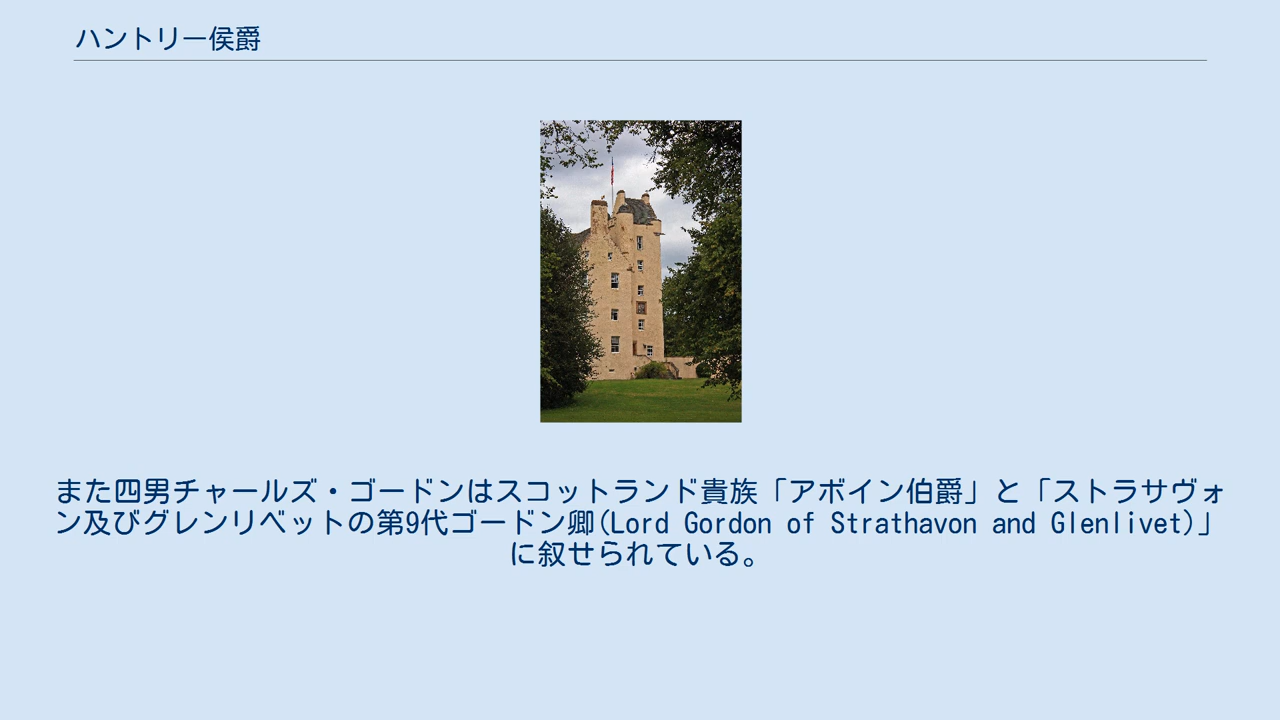 ハントリー侯爵
また四男チャールズ・ゴードンはスコットランド貴族「アボイン伯爵」と「ストラサヴォ
ン及びグレンリベットの第9代ゴードン卿(Lord Gordon of Strathavon and Glenlivet)」
に叙せられている。